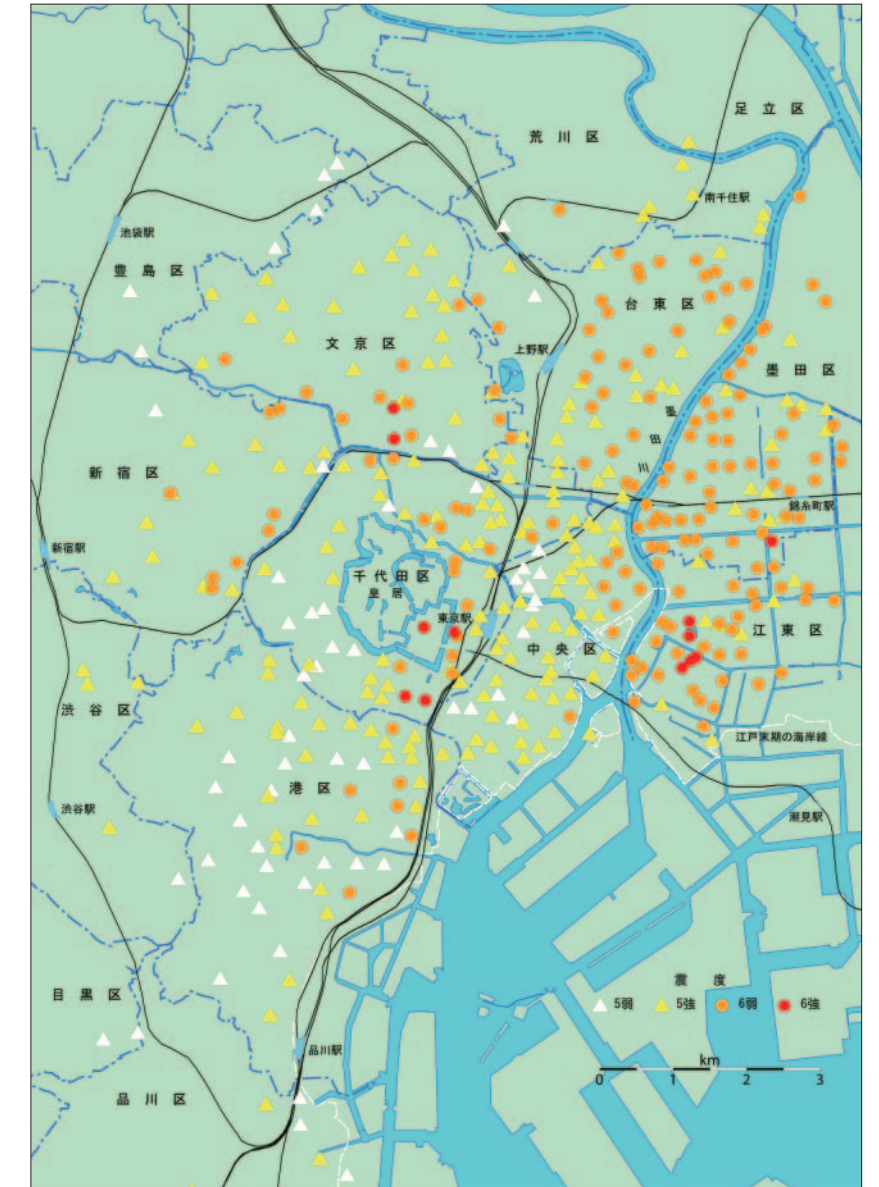 足立区
荒川区
南千住駅
池袋駅
豊島区
台東区
文京区
上野駅
墨田区
隅田川
新宿区
錦糸町駅
新宿駅
千代田区
皇居
東京駅
中央区
江東区
渋谷区
江戸末期の海岸線
港区
渋谷駅
潮見駅
目黒区
震度
5弱
5強
6弱
6強
品川駅
km
0
1
2
3
品川区